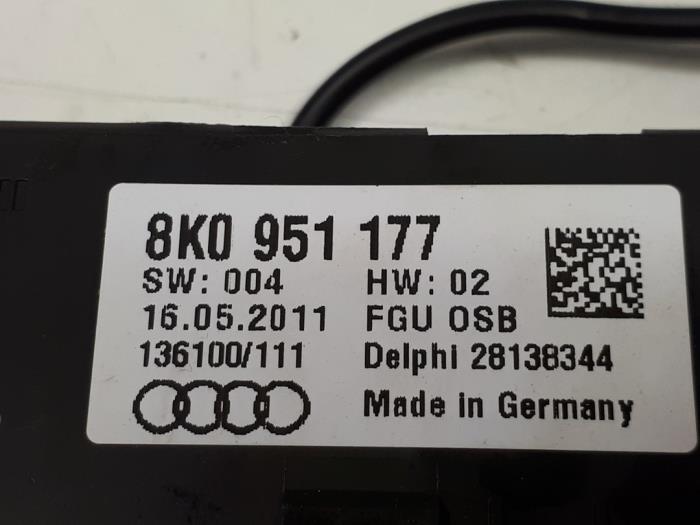 8K0 951 177
SW: 004 HW: 02
16.05.2011 FGU OSB
136100/111 Delphi 28138344
Made in Germany